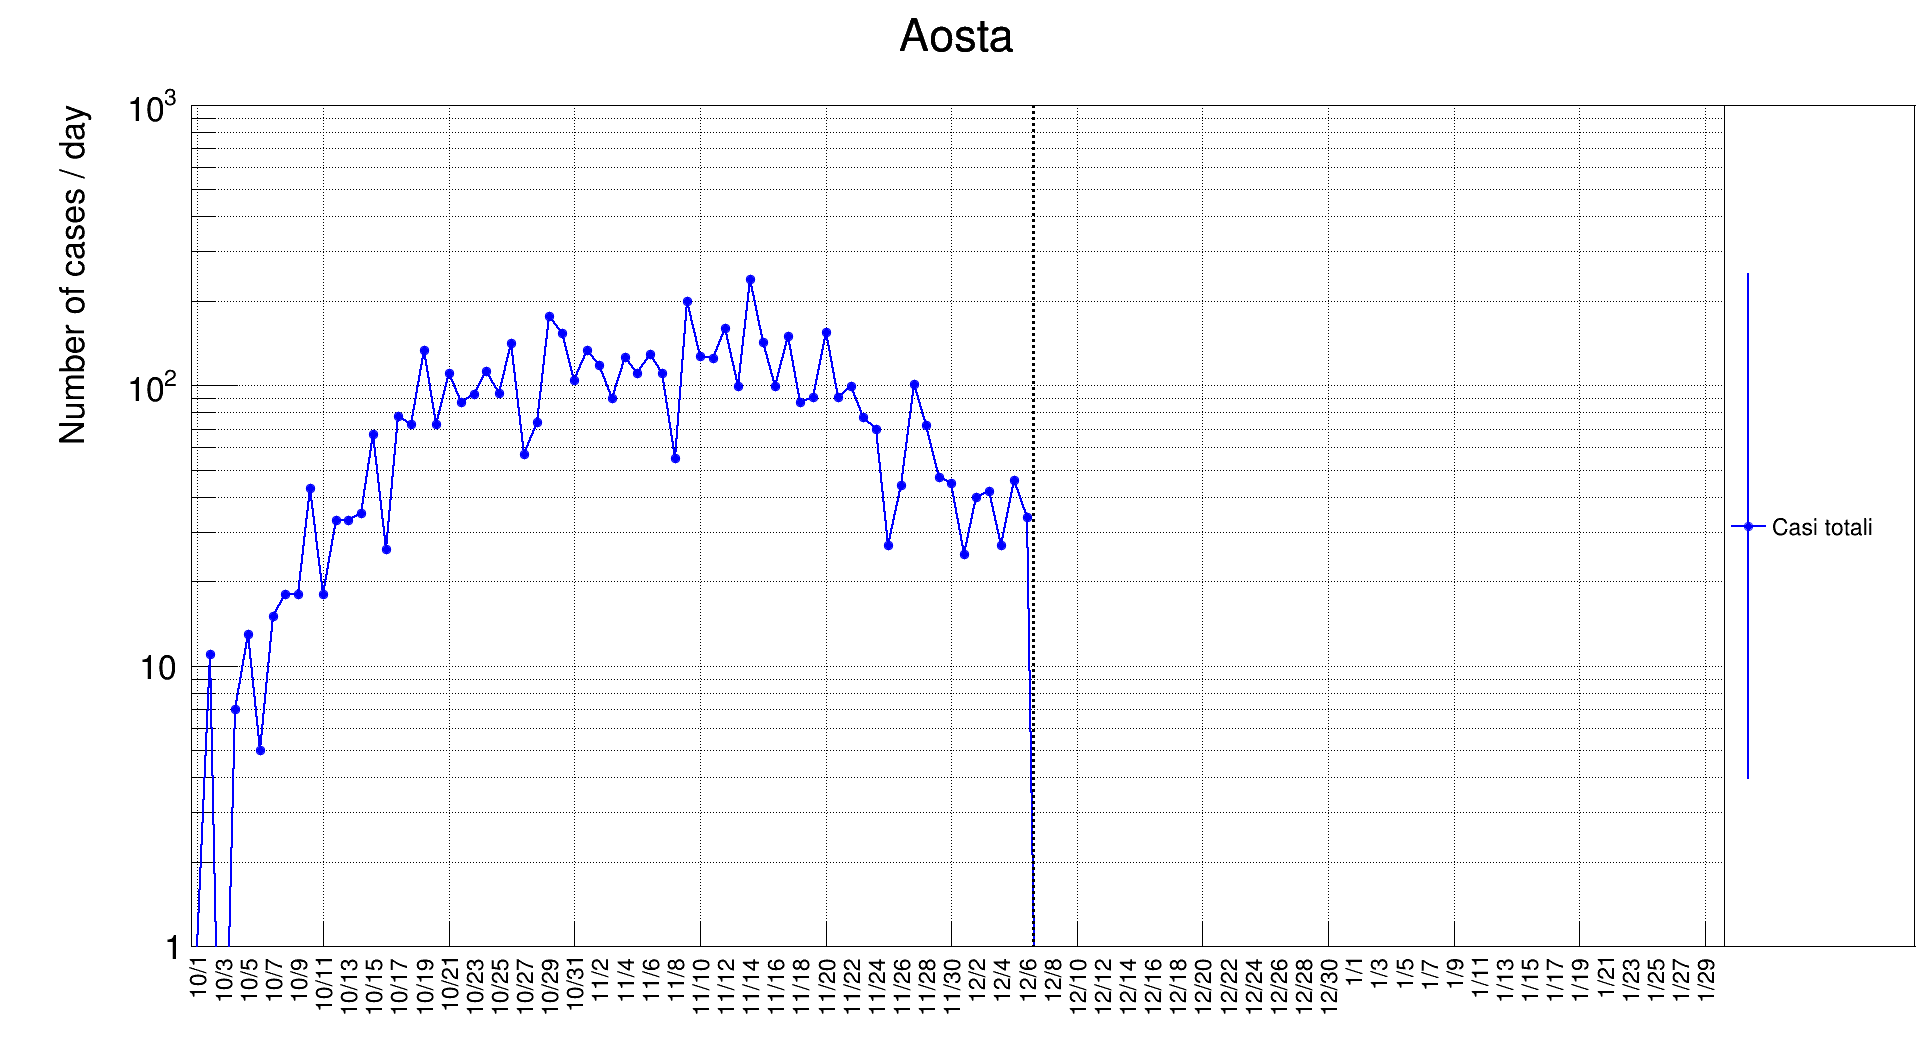 Aosta
Number of cases / day
10³
10²
10
1
10/1 10/3 10/5 10/7 10/9 10/11 10/13 10/15 10/17 10/19 10/21 10/23 10/25 10/27 10/29 10/31 11/2 11/4 11/6 11/8 11/10 11/12 11/14 11/16 11/18 11/20 11/22 11/24 11/26 11/28 11/30 12/2 12/4 12/6 12/8 12/10 12/12 12/14 12/16 12/18 12/20 12/22 12/24 12/26 12/28 12/30 1/1 1/3 1/5 1/7 1/9 1/11 1/13 1/15 1/17 1/19 1/21 1/23 1/25 1/27 1/29
Casi totali